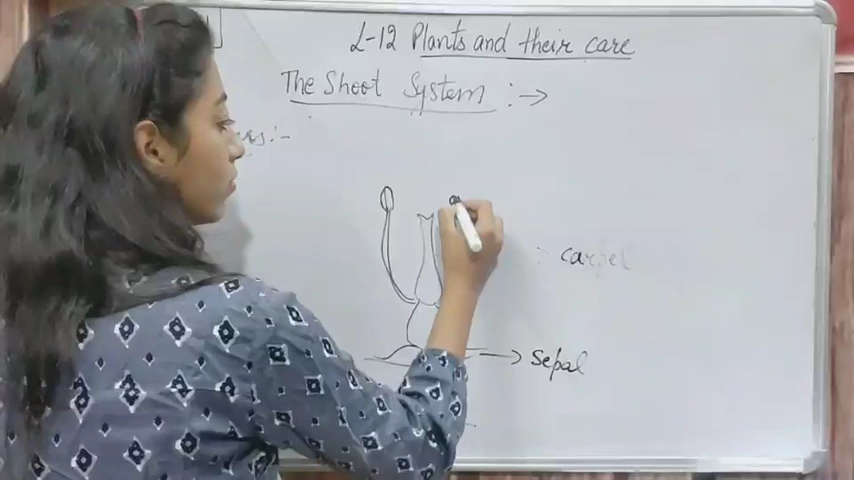 L-12 Plants and their care
The Shoot System :→
carpel
→ sepal